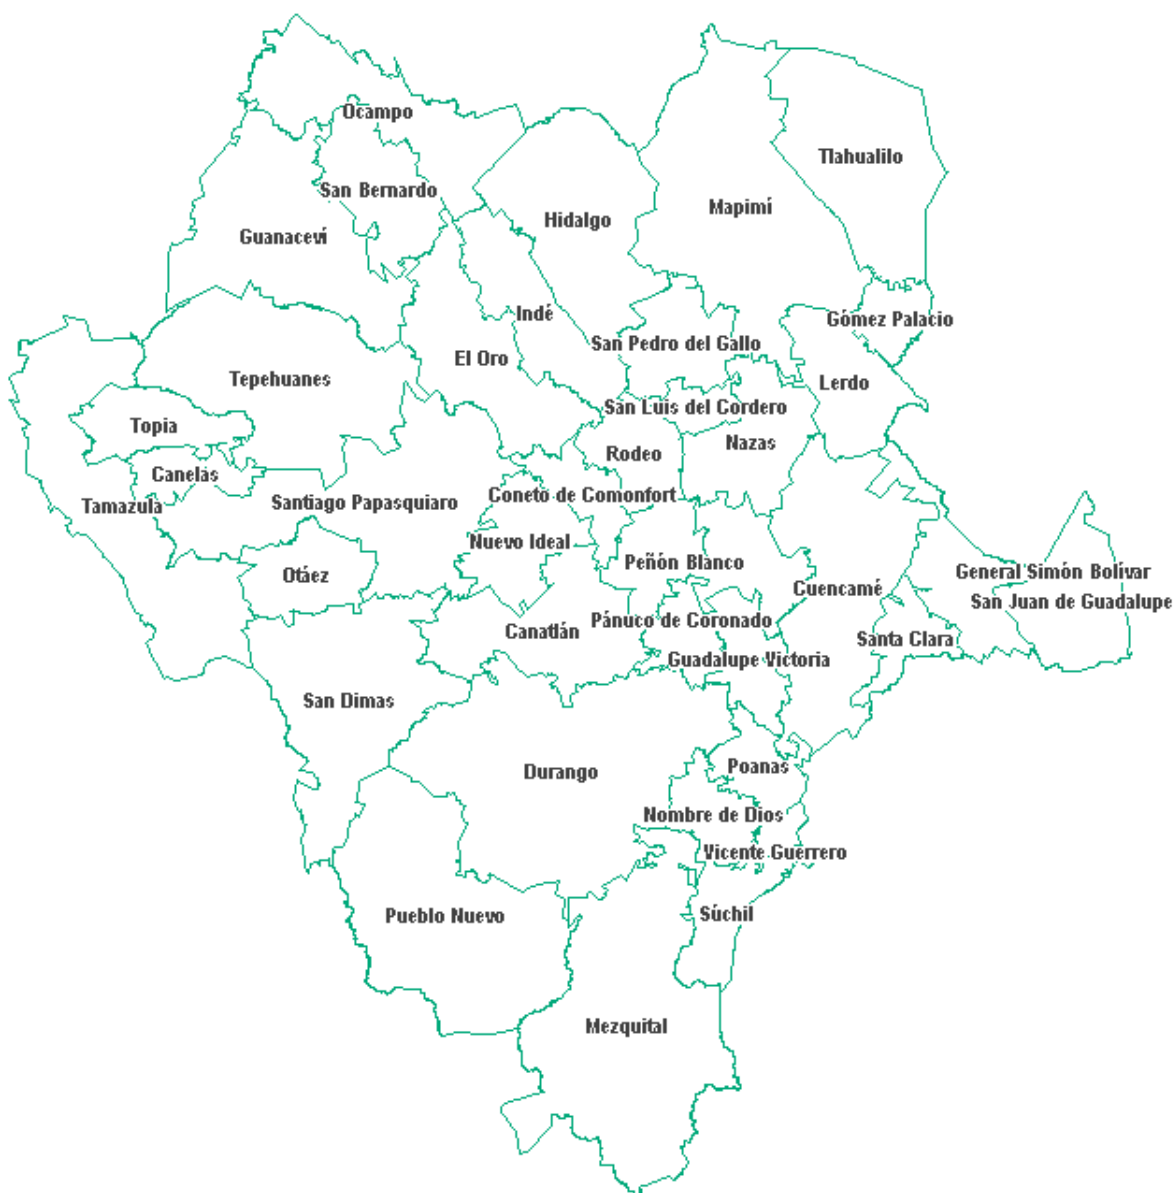 Ocampo
Tlahualilo
San Bernardo
Mapimí
Hidalgo
Guanaceví
Indé
Gómez Palacio
San Pedro del Gallo
El Oro
Tepehuanes
Lerdo
San Luis del Cordero
Topia
Nazas
Rodeo
Canelas
Coneto de Comonfort
Santiago Papasquiaro
Tamazula
Nuevo Ideal
Peñón Blanco
General Simón Bolívar
Otáez
Cuencamé
San Juan de Guadalupe
Pánuco de Coronado
Canatlán
Santa Clara
Guadalupe Victoria
San Dimas
Poanas
Durango
Nombre de Dios
Vicente Guerrero
Pueblo Nuevo
Súchil
Mezquital